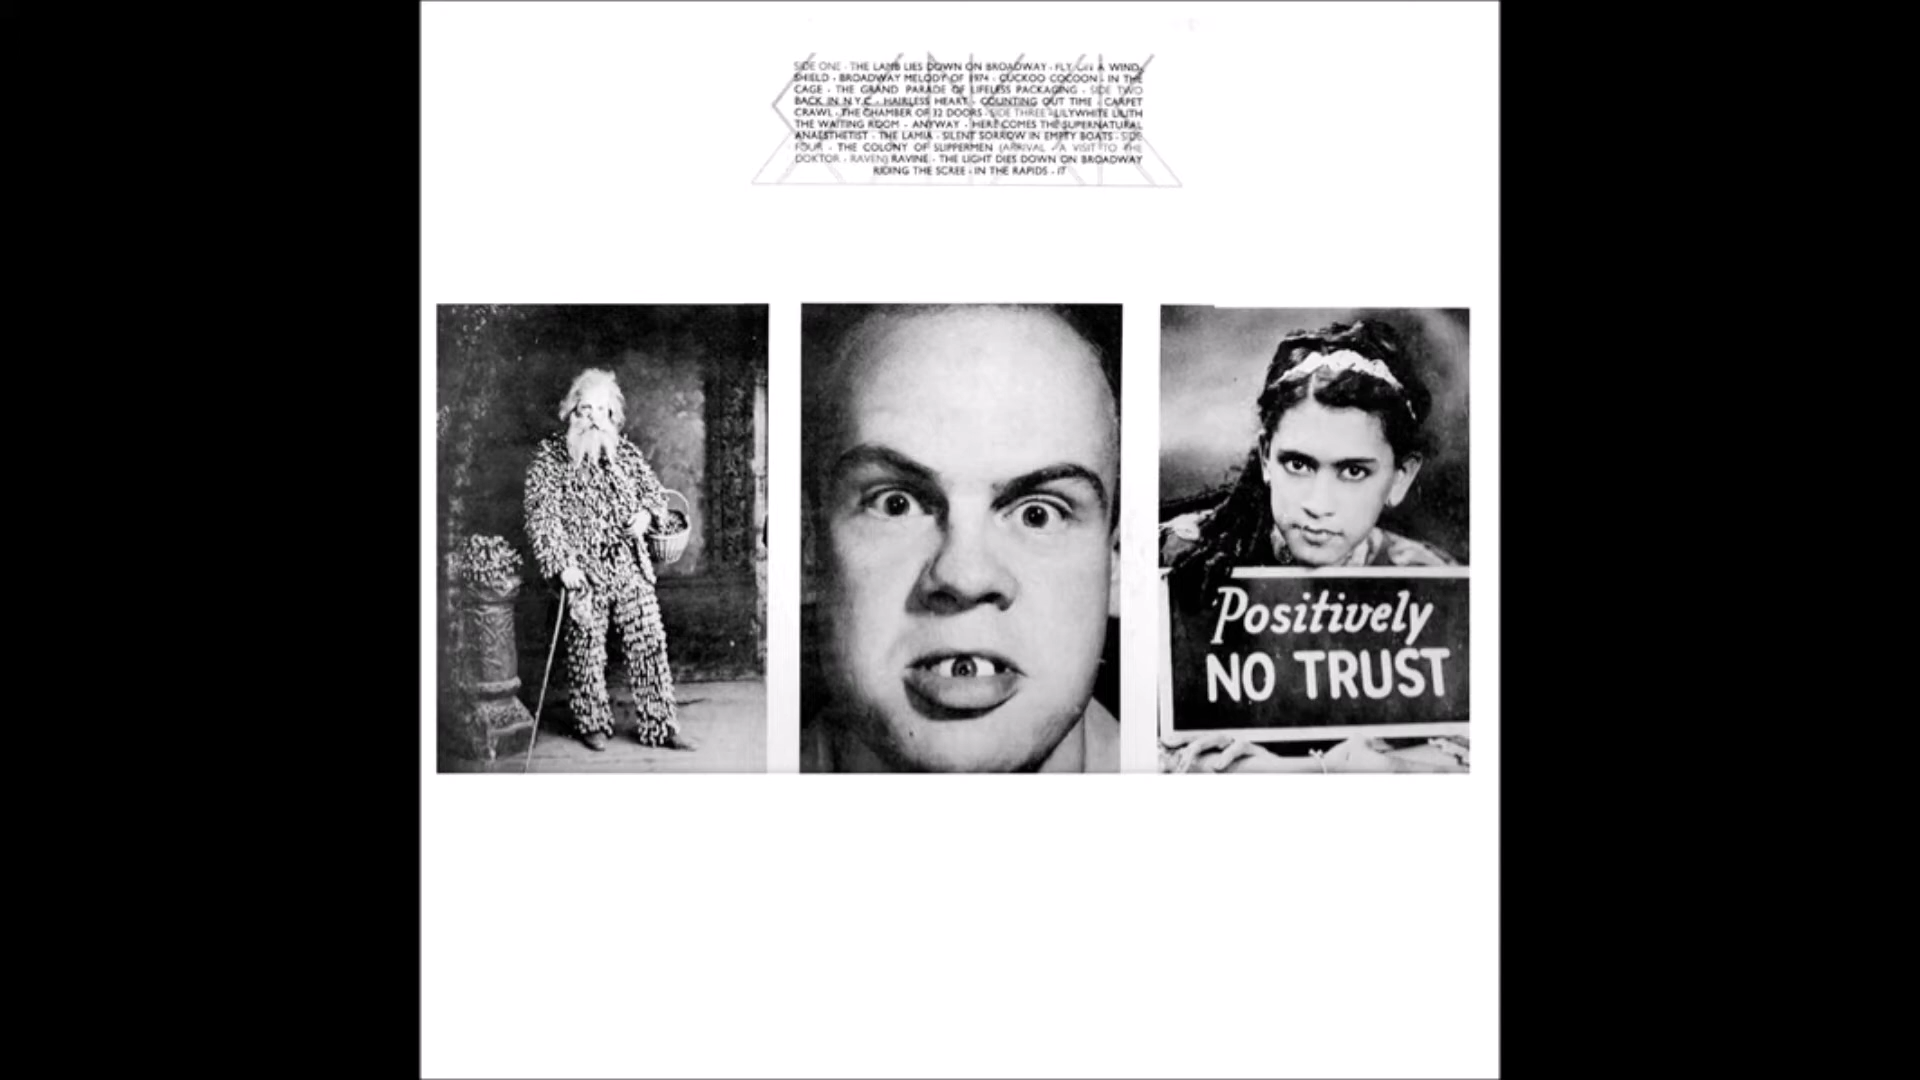 SIDE ONE - THE LAMB LIES DOWN ON BROADWAY - FLY ON A WIND-
SHIELD - BROADWAY MELODY OF 1974 - CUCKOO COCOON - IN THE
CAGE - THE GRAND PARADE OF LIFELESS PACKAGING - SIDE TWO
BACK IN N.Y.C. - HAIRLESS HEART - COUNTING OUT TIME - CARPET
CRAWL - THE CHAMBER OF 32 DOORS - SIDE THREE - LILYWHITE LILITH
THE WAITING ROOM - ANYWAY - HERE COMES THE SUPERNATURAL
ANAESTHETIST - THE LAMIA - SILENT SORROW IN EMPTY BOATS - SIDE
FOUR - THE COLONY OF SLIPPERMEN (ARRIVAL - A VISIT TO THE
DOKTOR - RAVEN) RAVINE - THE LIGHT DIES DOWN ON BROADWAY
RIDING THE SCREE - IN THE RAPIDS - IT
Positively
NO TRUST